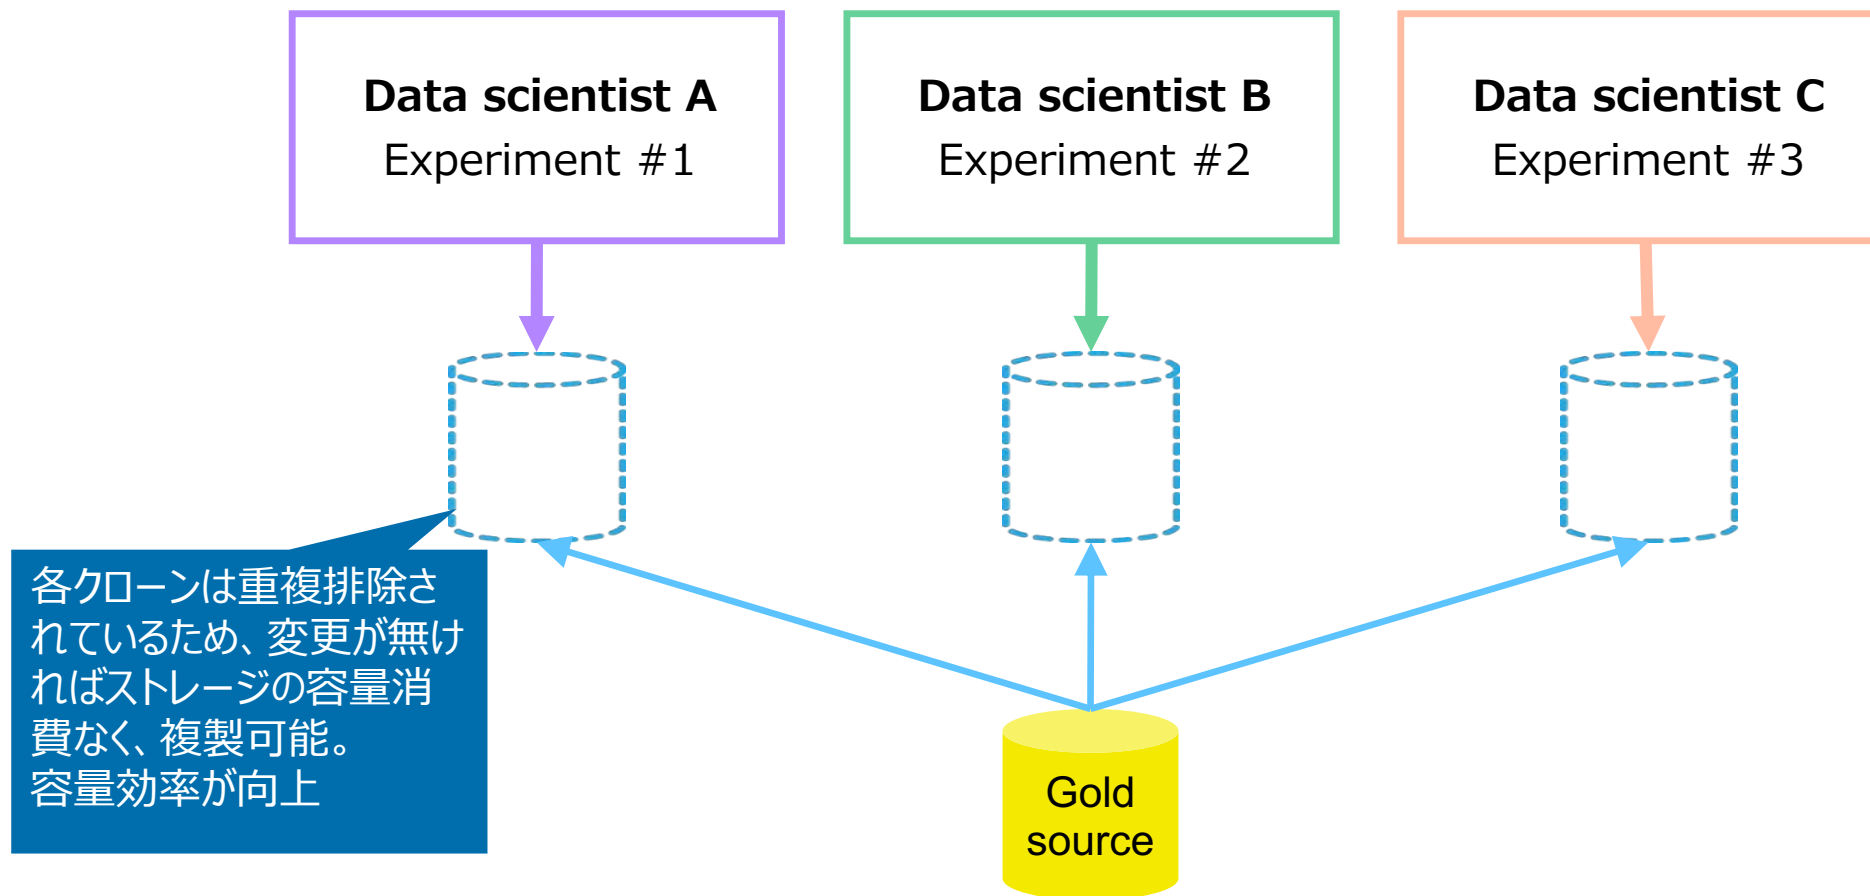 Data scientist A
Experiment #1
Data scientist B
Experiment #2
Data scientist C
Experiment #3
各クローンは重複排除さ
れているため、変更が無け
ればストレージの容量消
費なく、複製可能。
容量効率が向上
Gold
source